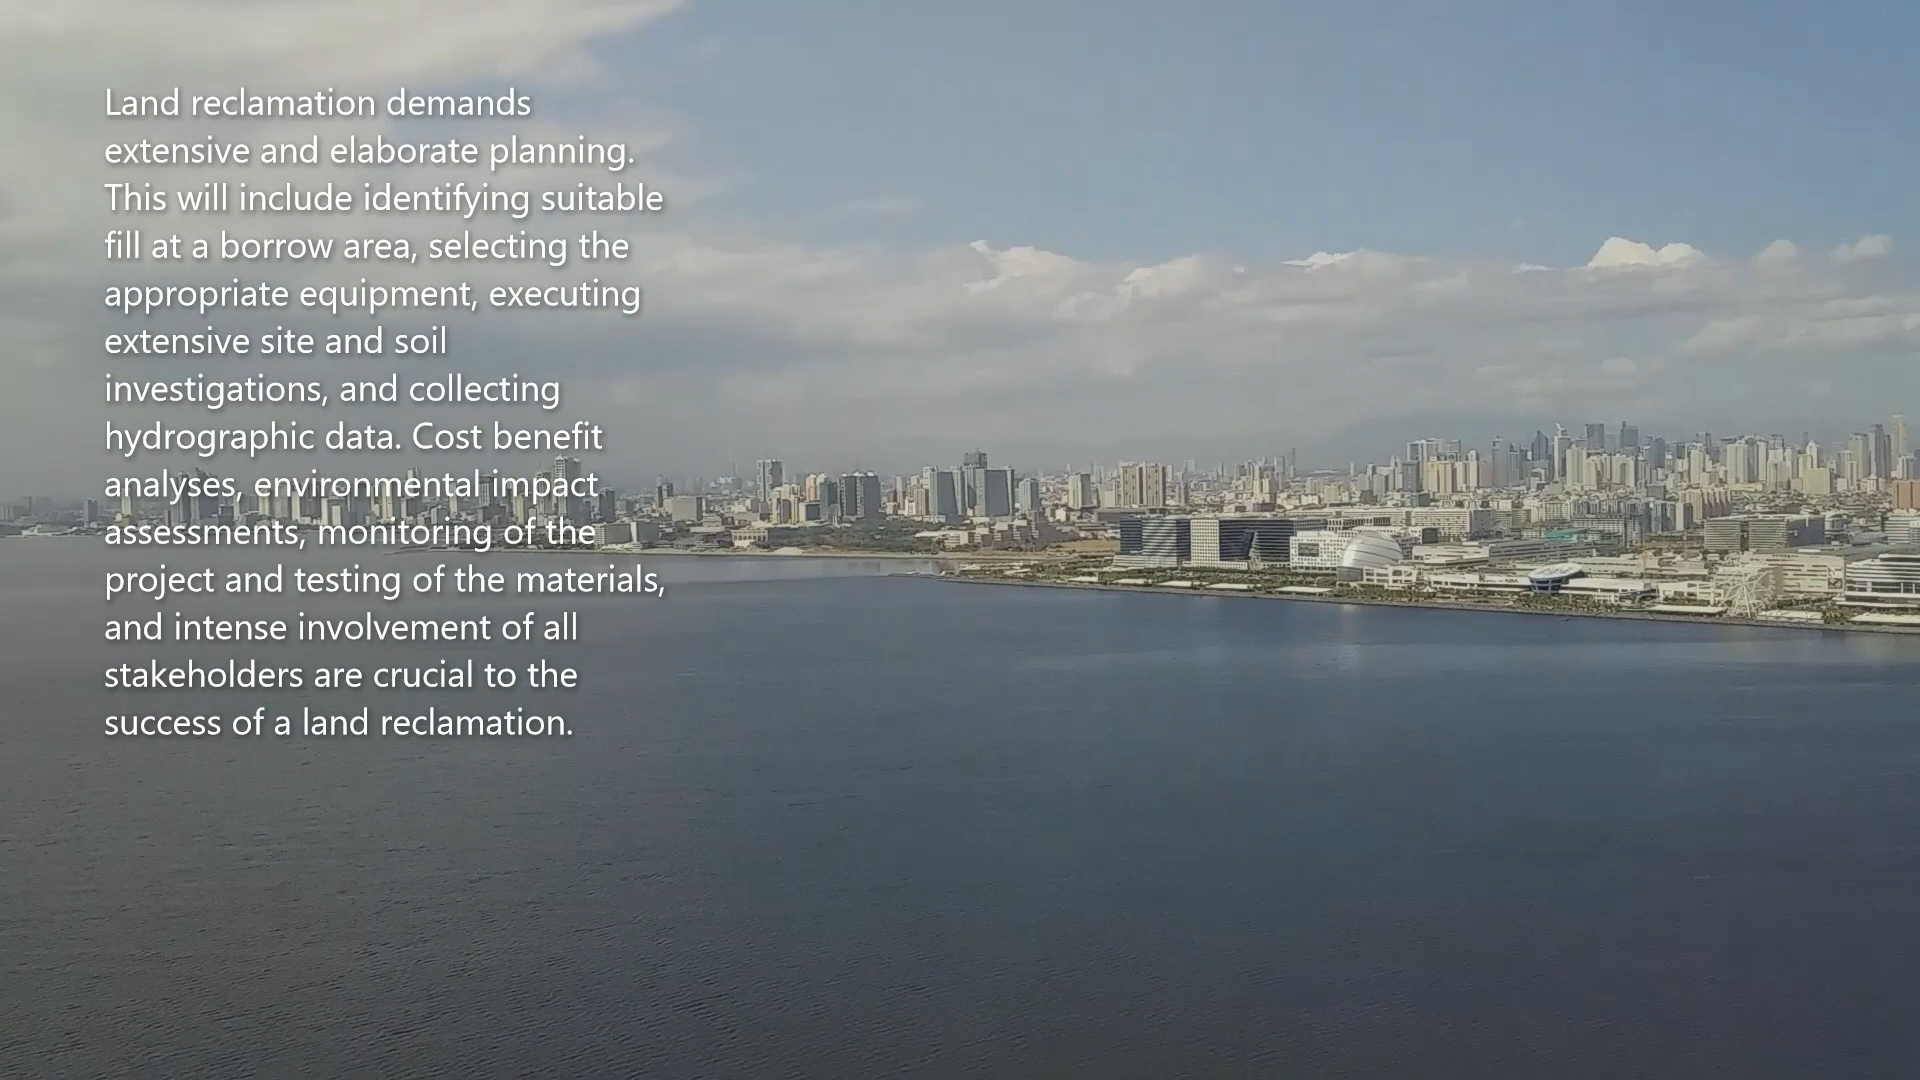 Land reclamation demands
extensive and elaborate planning.
This will include identifying suitable
fill at a borrow area, selecting the
appropriate equipment, executing
extensive site and soil
investigations, and collecting
hydrographic data. Cost benefit
analyses, environmental impact
assessments, monitoring of the
project and testing of the materials,
and intense involvement of all
stakeholders are crucial to the
success of a land reclamation.